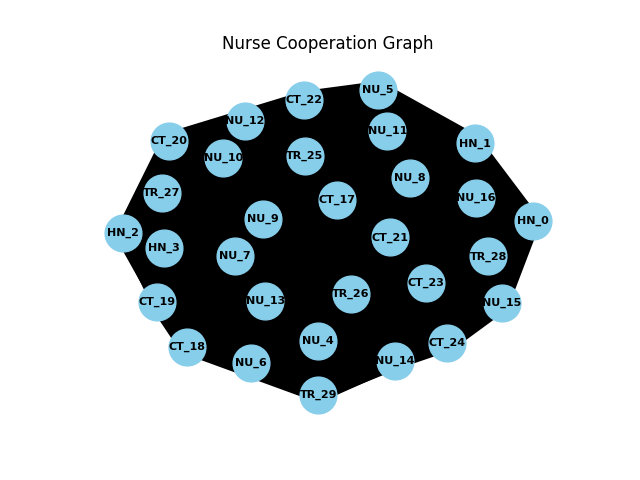 Nurse Cooperation Graph
NU_5
CT_22
NU_12
NU_11
CT_20
HN_1
TR_25
NU_10
NU_8
TR_27
NU_16
CT_17
NU_9
HN_0
HN_2
CT_21
HN_3
NU_7
TR_28
CT_23
TR_26
NU_13
CT_19
NU_15
NU_4
CT_24
CT_18
NU_14
NU_6
TR_29